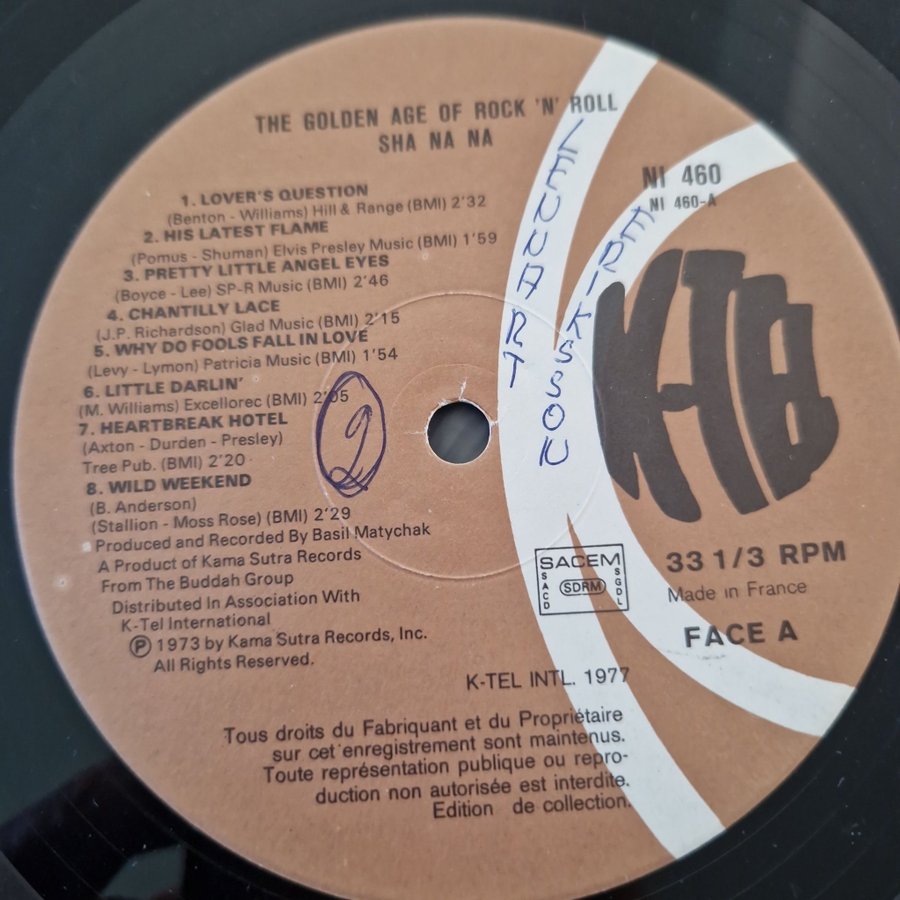 THE GOLDEN AGE OF ROCK 'N' ROLL
SHA NA NA
1. LOVER'S QUESTION
(Benton - Williams) Hill & Range (BMI) 2'32
2. HIS LATEST FLAME
(Pomus - Shuman) Elvis Presley Music (BMI) 1'59
3. PRETTY LITTLE ANGEL EYES
(Boyce - Lee) SP-R Music (BMI) 2'46
4. CHANTILLY LACE
(J.P. Richardson) Glad Music (BMI) 2'15
5. WHY DO FOOLS FALL IN LOVE
(Levy - Lymon) Patricia Music (BMI) 1'54
6. LITTLE DARLIN'
(M. Williams) Excellorec (BMI) 2'05
7. HEARTBREAK HOTEL
(Axton - Durden - Presley)
Tree Pub. (BMI) 2'20
8. WILD WEEKEND
(B. Anderson)
(Stallion - Moss Rose) (BMI) 2'29
Produced and Recorded By Basil Matychak
A Product of Kama Sutra Records
From The Buddah Group
Distributed In Association With
K-Tel International
Ⓟ 1973 by Kama Sutra Records, Inc.
All Rights Reserved.
LENNART
ERIKSSON
NI 460
NI 460-A
K-TEL
SACEM
SACD
SDRM
SGDL
33 1/3 RPM
Made in France
FACE A
K-TEL INTL. 1977
Tous droits du Fabriquant et du Propriétaire
sur cet enregistrement sont maintenus.
Toute représentation publique ou repro-
duction non autorisée est interdite.
Edition de collection.